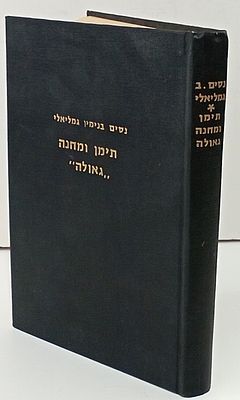 נסים בנימין גמליאלי
תימן ומחנה
„גאולה"
נסים . ב
גמליאלי
*
תימן
ומחנה
גאולה